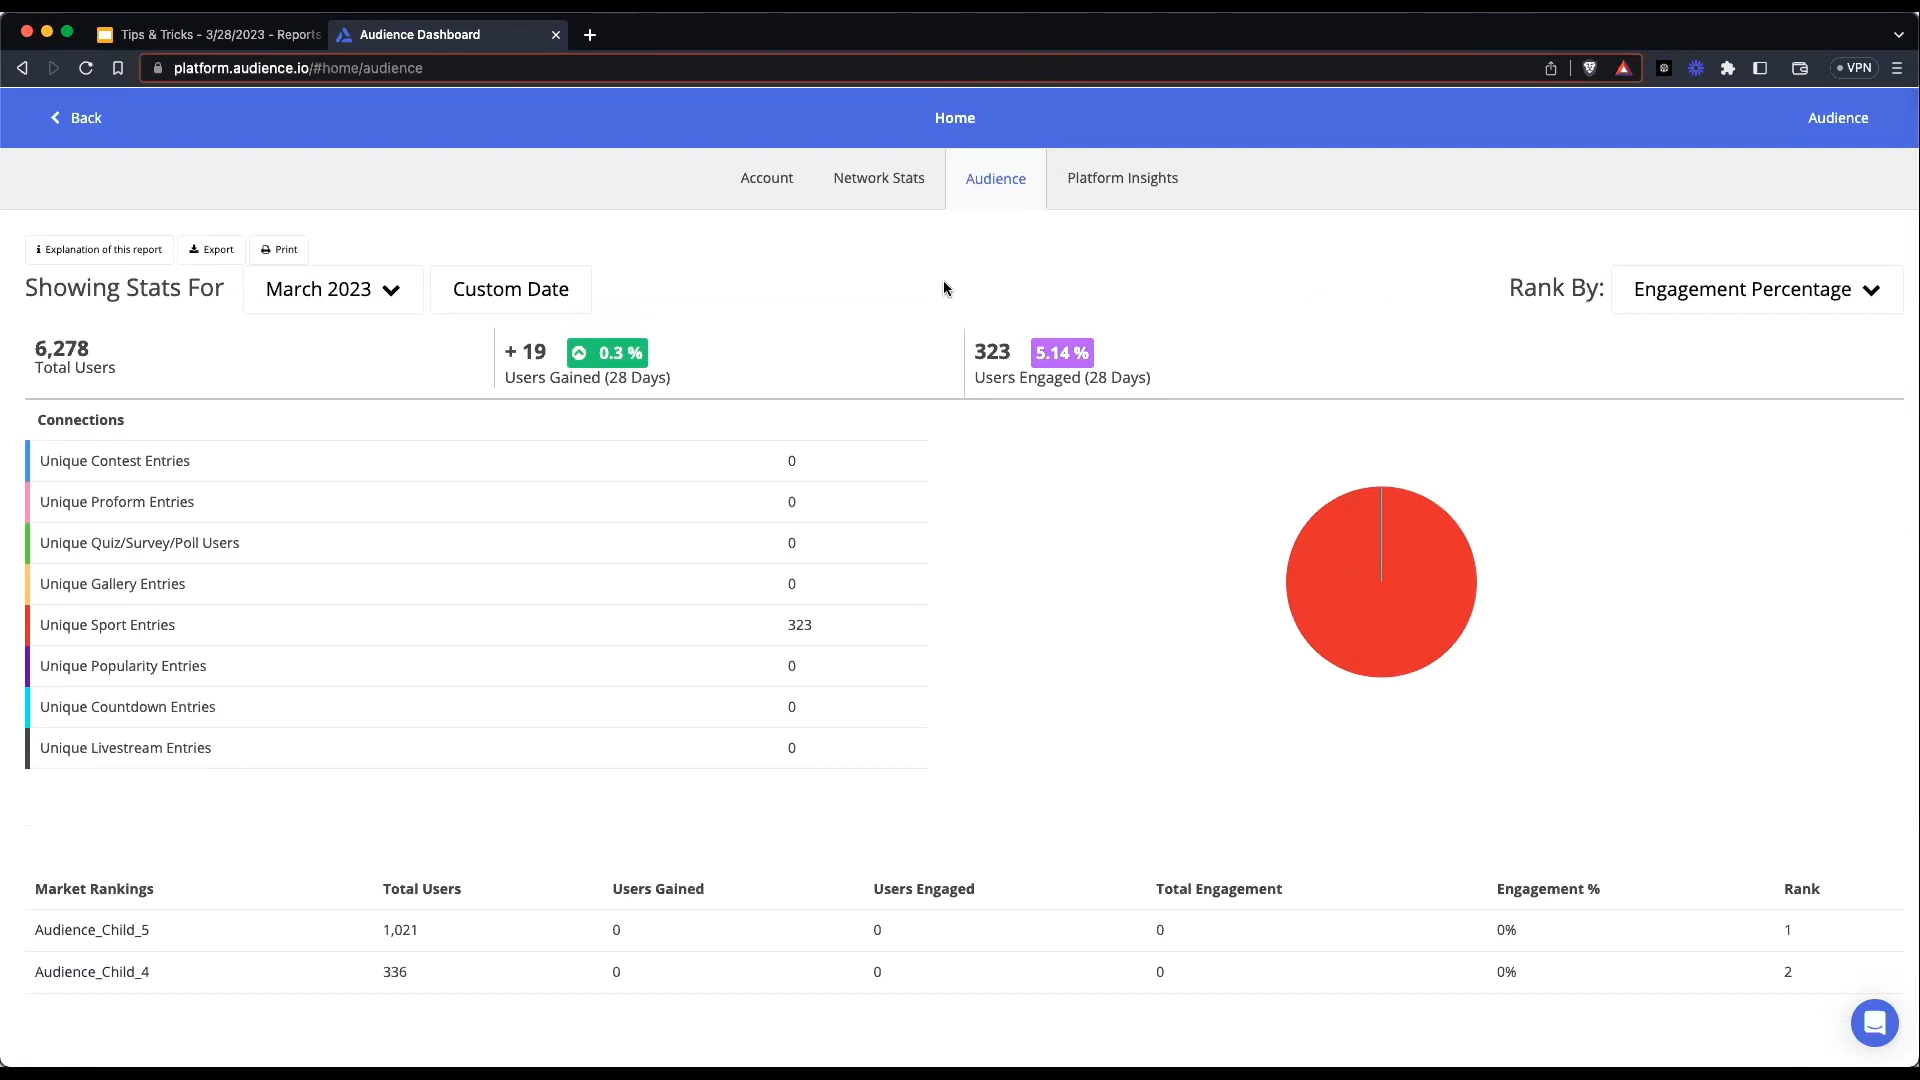 Tips & Tricks - 3/28/2023 - Reports
Audience Dashboard
platform.audience.io/#home/audience
VPN
Back
Home
Audience
Account
Network Stats
Audience
Platform Insights
Explanation of this report
Export
Print
Showing Stats For
March 2023
Custom Date
Rank By:
Engagement Percentage
6,278
Total Users
+ 19
0.3 %
Users Gained (28 Days)
323
5.14 %
Users Engaged (28 Days)
Connections
Unique Contest Entries 0
Unique Proform Entries 0
Unique Quiz/Survey/Poll Users 0
Unique Gallery Entries 0
Unique Sport Entries 323
Unique Popularity Entries 0
Unique Countdown Entries 0
Unique Livestream Entries 0
Market Rankings Total Users Users Gained Users Engaged Total Engagement Engagement % Rank
Audience_Child_5 1,021 0 0 0 0% 1
Audience_Child_4 336 0 0 0 0% 2